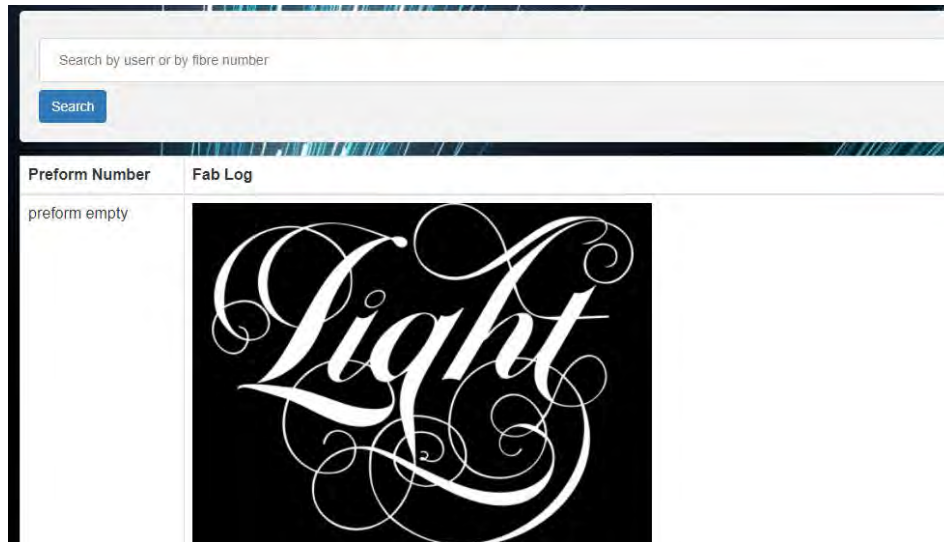 Search by userr or by fibre number
Search
Preform Number Fab Log
preform empty
Light